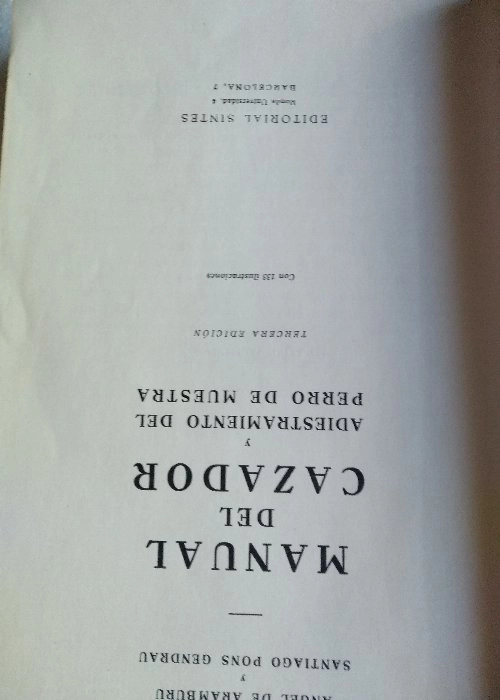 ANGEL DE ARAMBURU
Y
SANTIAGO PONS GENDRAU
MANUAL
DEL
CAZADOR
Y
ADIESTRAMIENTO DEL
PERRO DE MUESTRA
TERCERA EDICIÓN
Con 133 ilustraciones
EDITORIAL SINTES
Ronda Universidad, 4
BARCELONA, 7